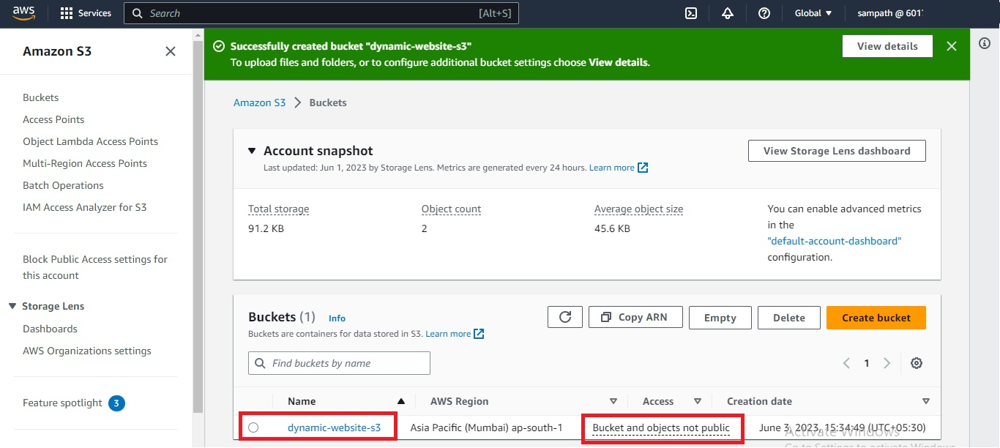 aws
Services
Search
[Alt+S]
Global
sampath @ 601
Amazon S3
Buckets
Access Points
Object Lambda Access Points
Multi-Region Access Points
Batch Operations
IAM Access Analyzer for S3
Block Public Access settings for
this account
Storage Lens
Dashboards
AWS Organizations settings
Feature spotlight 3
Successfully created bucket "dynamic-website-s3"
To upload files and folders, or to configure additional bucket settings choose View details.
View details
Amazon S3 Buckets
Account snapshot
Last updated: Jun 1, 2023 by Storage Lens. Metrics are generated every 24 hours. Learn more
View Storage Lens dashboard
Total storage
91.2 KB
Object count
2
Average object size
45.6 KB
You can enable advanced metrics
in the
"default-account-dashboard"
configuration.
Buckets (1) Info
Buckets are containers for data stored in S3. Learn more
Copy ARN
Empty
Delete
Create bucket
Find buckets by name
1
Name AWS Region Access Creation date
dynamic-website-s3 Asia Pacific (Mumbai) ap-south-1 Bucket and objects not public June 3, 2023, 15:34:49 (UTC+05:30)
Activate Windows
Go to Settings to activate Windows.